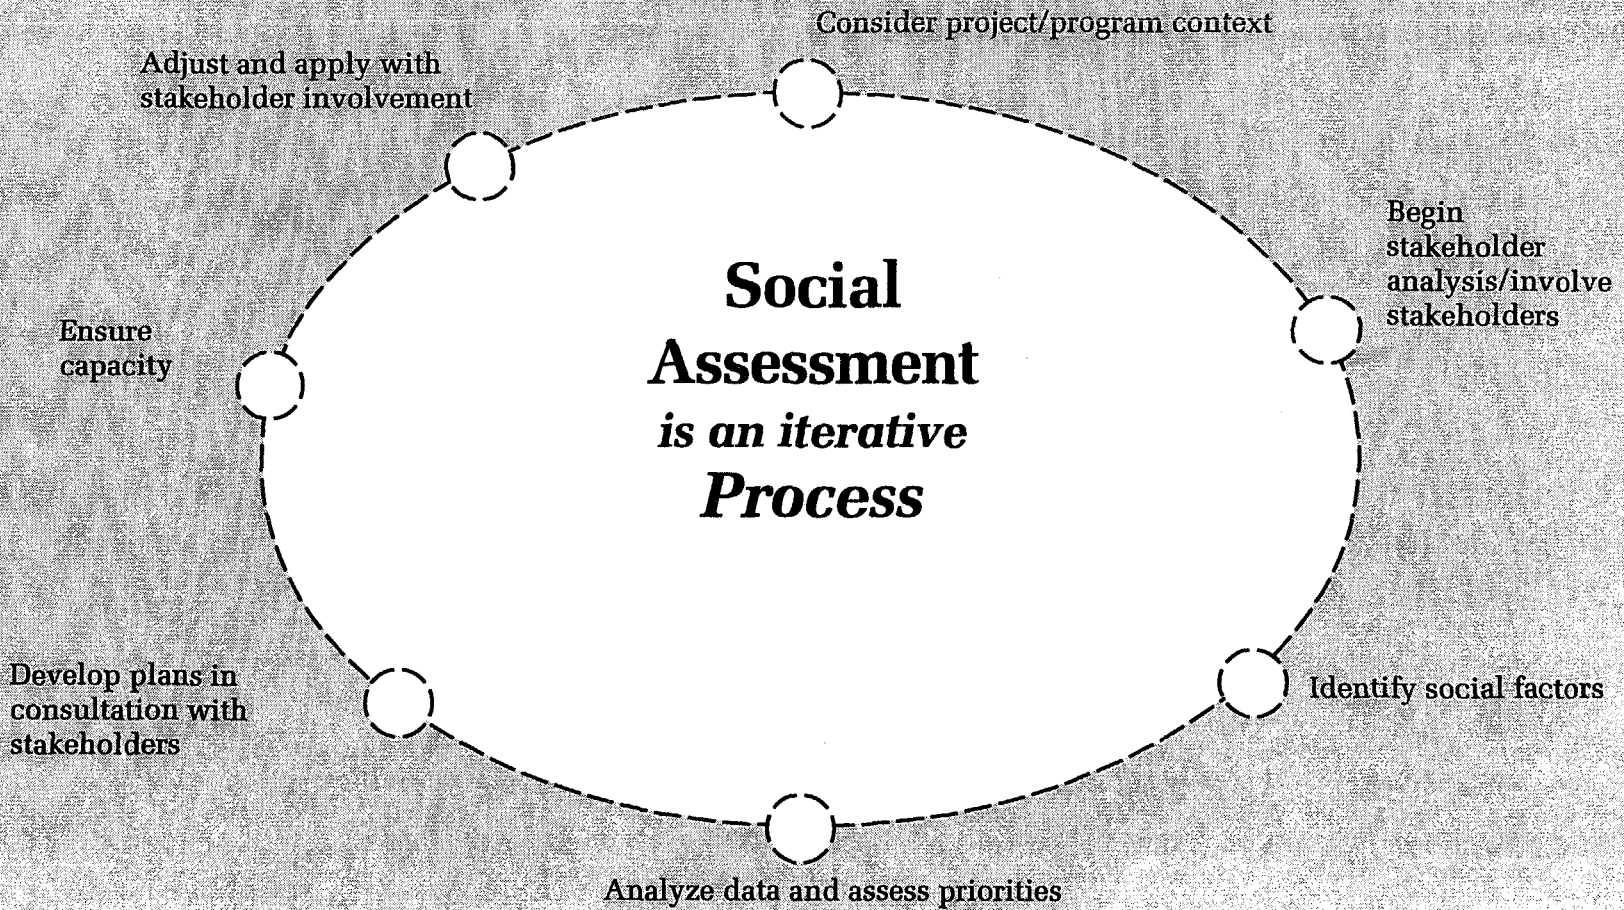 Consider project/program context
Adjust and apply with
stakeholder involvement
Begin
stakeholder
analysis/involve
stakeholders
Social
Assessment
is an iterative
Process
Ensure
capacity
Develop plans in
consultation with
stakeholders
Identify social factors
Analyze data and assess priorities